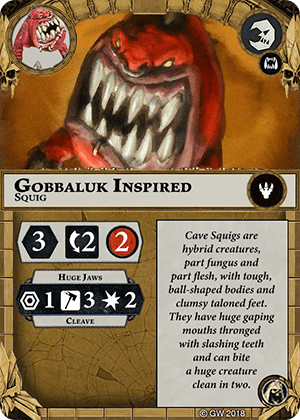 GOBBALUK INSPIRED
SQUIG
3 2 2
HUGE JAWS
1 3 2
CLEAVE
Cave Squigs are
hybrid creatures,
part fungus and
part flesh, with tough,
ball-shaped bodies and
clumsy taloned feet.
They have huge gaping
mouths thronged
with slashing teeth
and can bite
a huge creature
clean in two.
© GW 2018